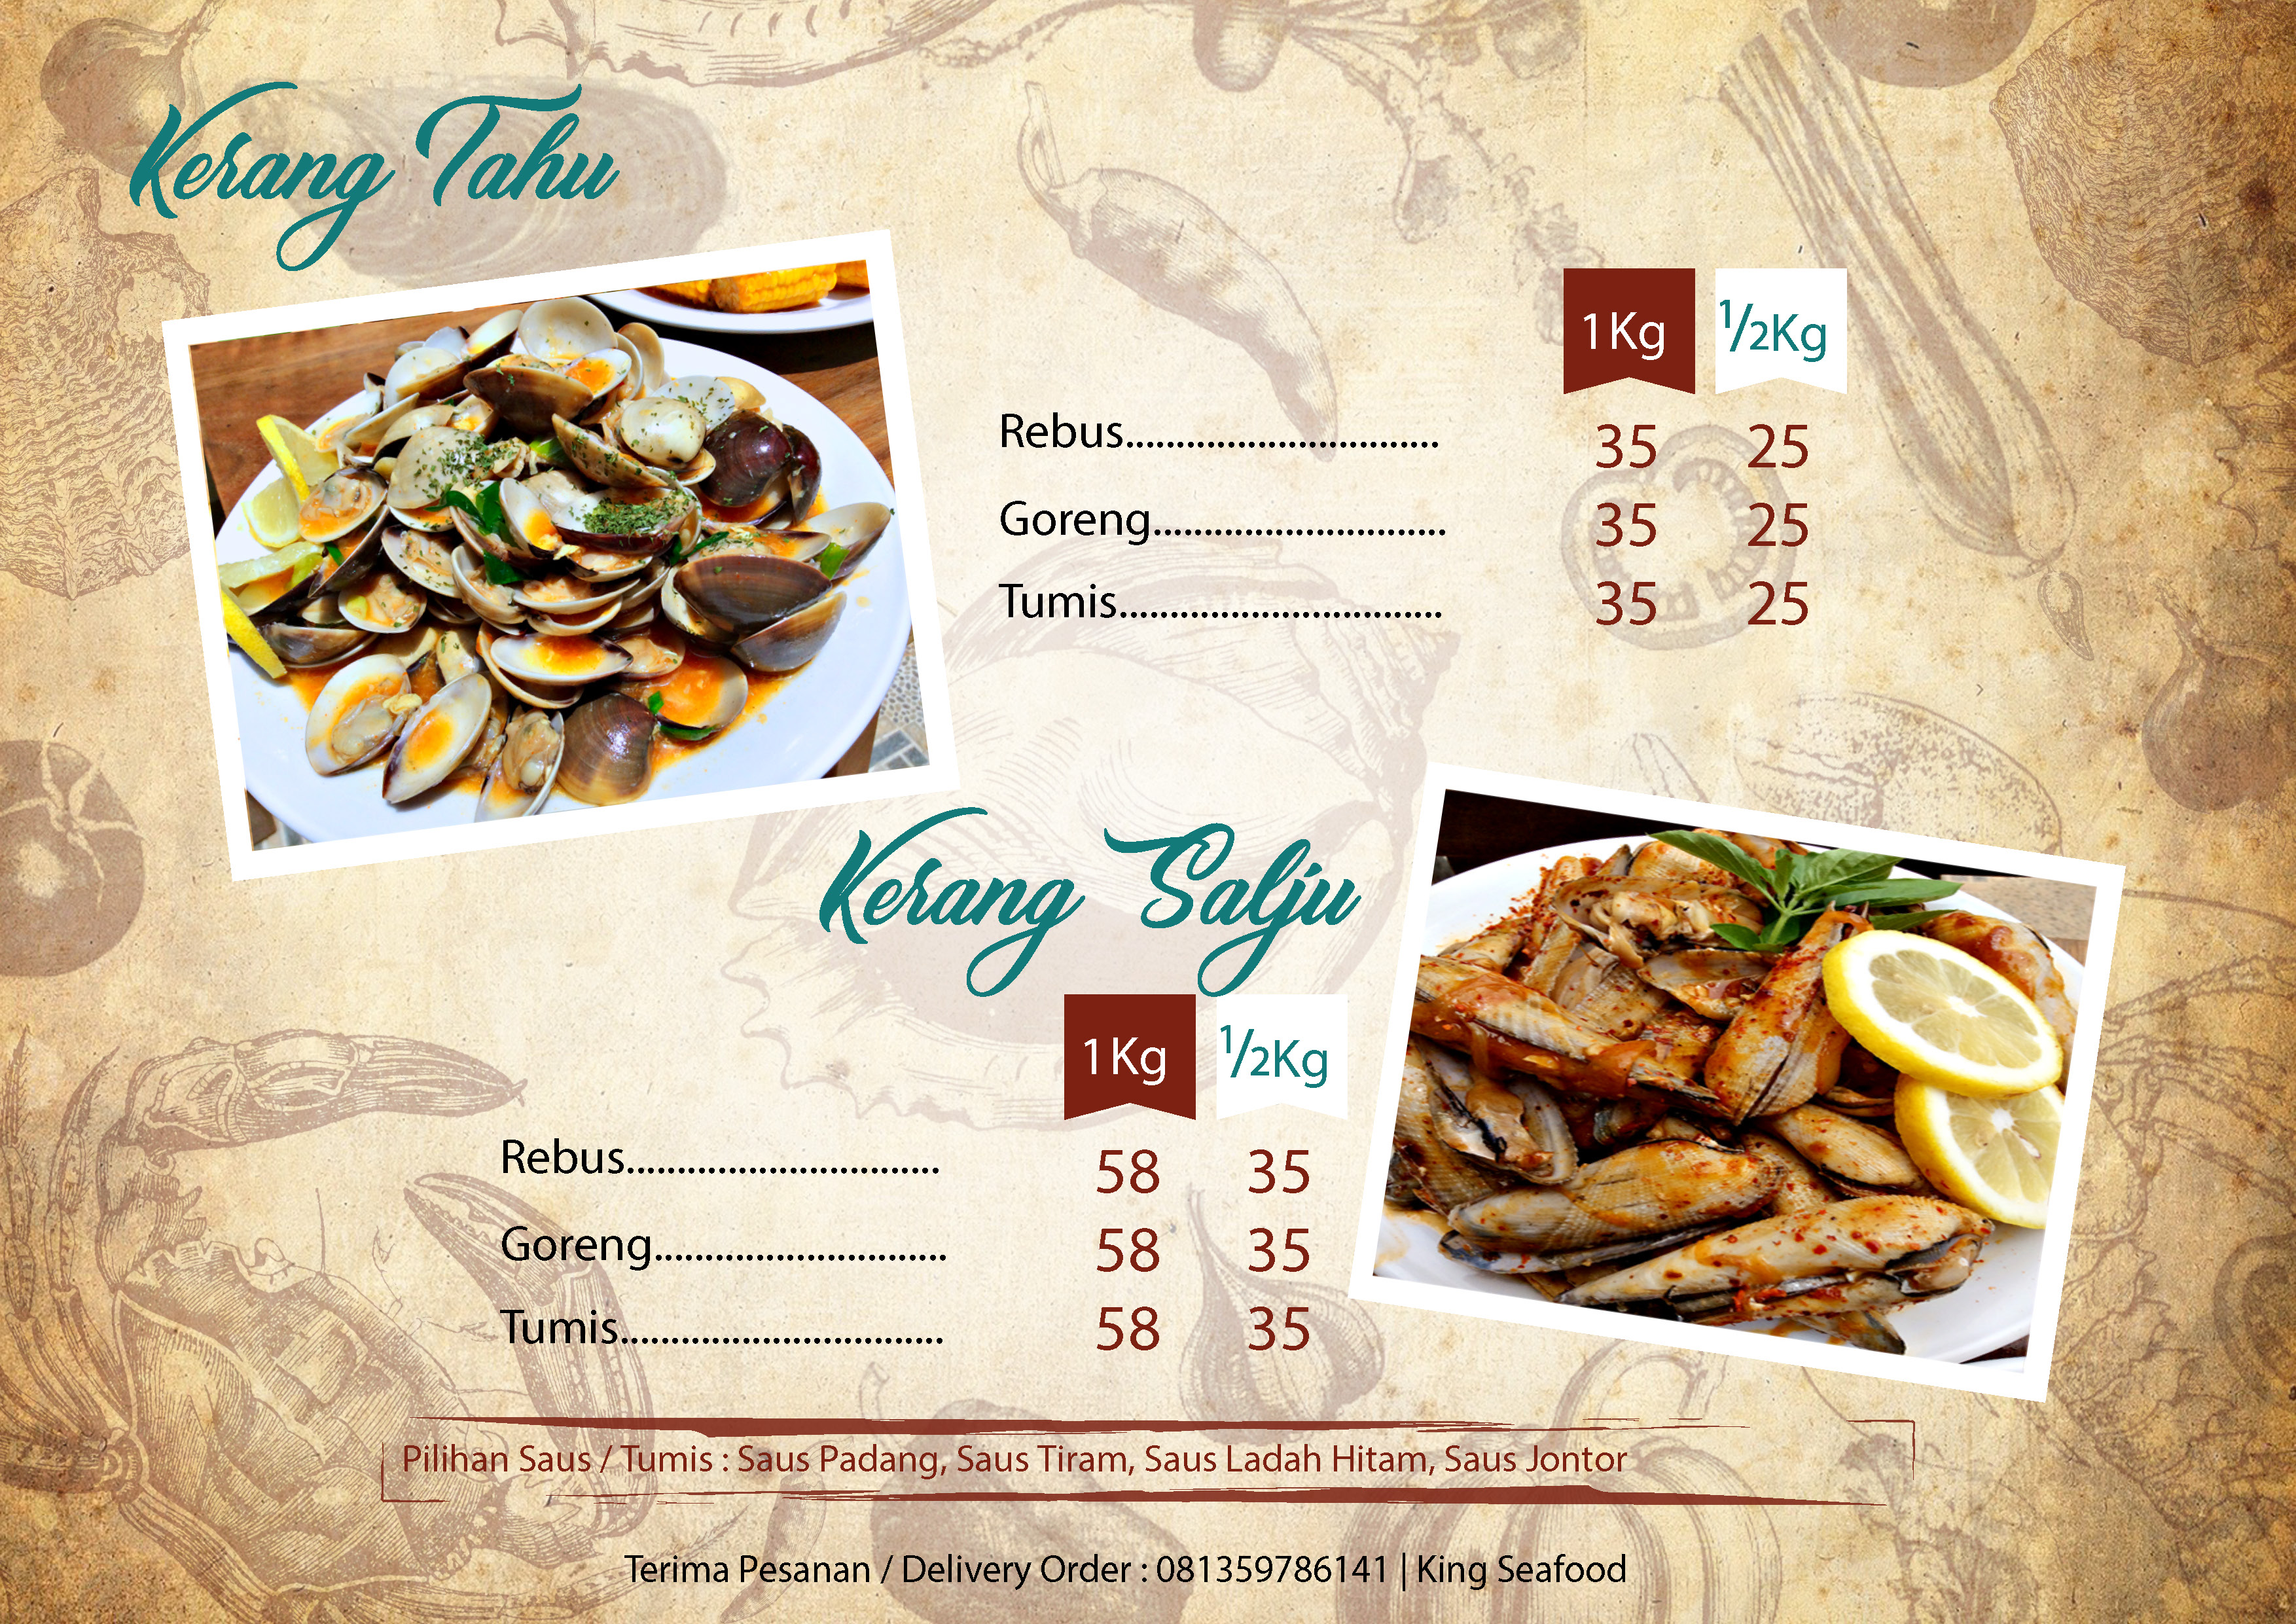 Kerang Tahu
1Kg ½Kg
Rebus............................... 35 25
Goreng............................. 35 25
Tumis................................ 35 25
Kerang Salju
1Kg ½Kg
Rebus............................... 58 35
Goreng............................. 58 35
Tumis................................ 58 35
Pilihan Saus / Tumis : Saus Padang, Saus Tiram, Saus Ladah Hitam, Saus Jontor
Terima Pesanan / Delivery Order : 081359786141 | King Seafood